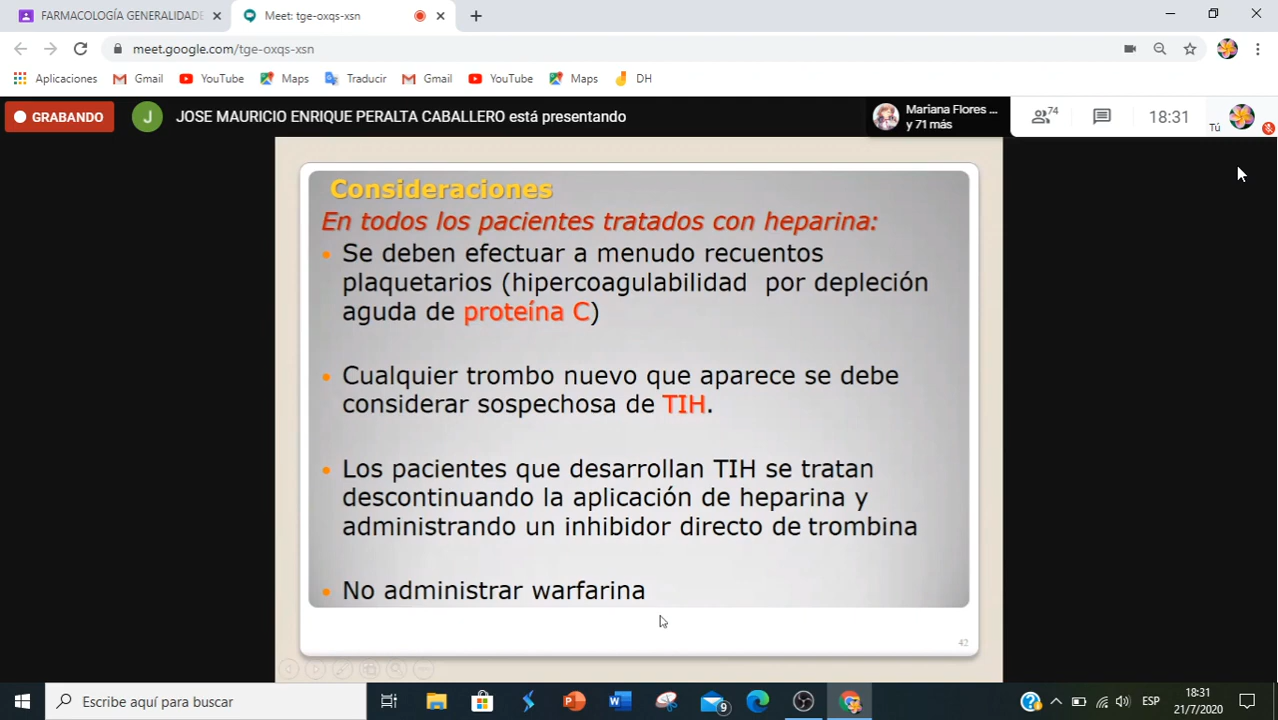 FARMACOLOGÍA GENERALIDADE
Meet: tge-oxqs-xsn
meet.google.com/tge-oxqs-xsn
Aplicaciones Gmail YouTube Maps Traducir Gmail YouTube Maps DH
GRABANDO
J
JOSE MAURICIO ENRIQUE PERALTA CABALLERO está presentando
Mariana Flores ...
y 71 más
74
18:31
Tú
Consideraciones
En todos los pacientes tratados con heparina:
Se deben efectuar a menudo recuentos
plaquetarios (hipercoagulabilidad por depleción
aguda de proteína C)
Cualquier trombo nuevo que aparece se debe
considerar sospechosa de TIH.
Los pacientes que desarrollan TIH se tratan
descontinuando la aplicación de heparina y
administrando un inhibidor directo de trombina
No administrar warfarina
42
Escribe aquí para buscar
9
ESP
18:31
21/7/2020